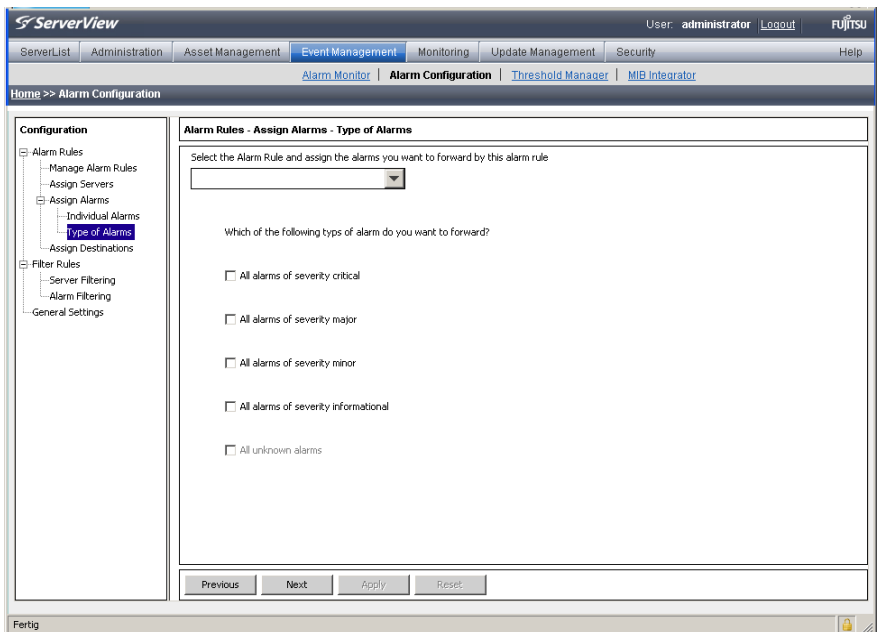 ServerView
User: administrator Logout
FUJITSU
ServerList Administration Asset Management Event Management Monitoring Update Management Security Help
Alarm Monitor | Alarm Configuration | Threshold Manager | MIB Integrator
Home >> Alarm Configuration
Configuration
Alarm Rules
Manage Alarm Rules
Assign Servers
Assign Alarms
Individual Alarms
Type of Alarms
Assign Destinations
Filter Rules
Server Filtering
Alarm Filtering
General Settings
Alarm Rules - Assign Alarms - Type of Alarms
Select the Alarm Rule and assign the alarms you want to forward by this alarm rule
Which of the following typs of alarm do you want to forward?
All alarms of severity critical
All alarms of severity major
All alarms of severity minor
All alarms of severity informational
All unknown alarms
Previous Next Apply Reset
Fertig